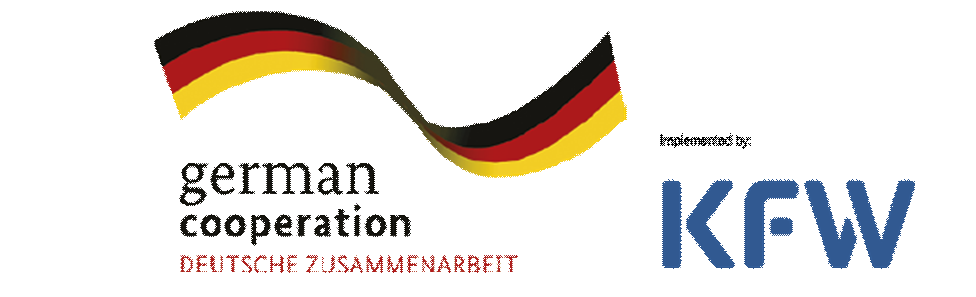 german
cooperation
DEUTSCHE ZUSAMMENARBEIT
Implemented by:
KFW